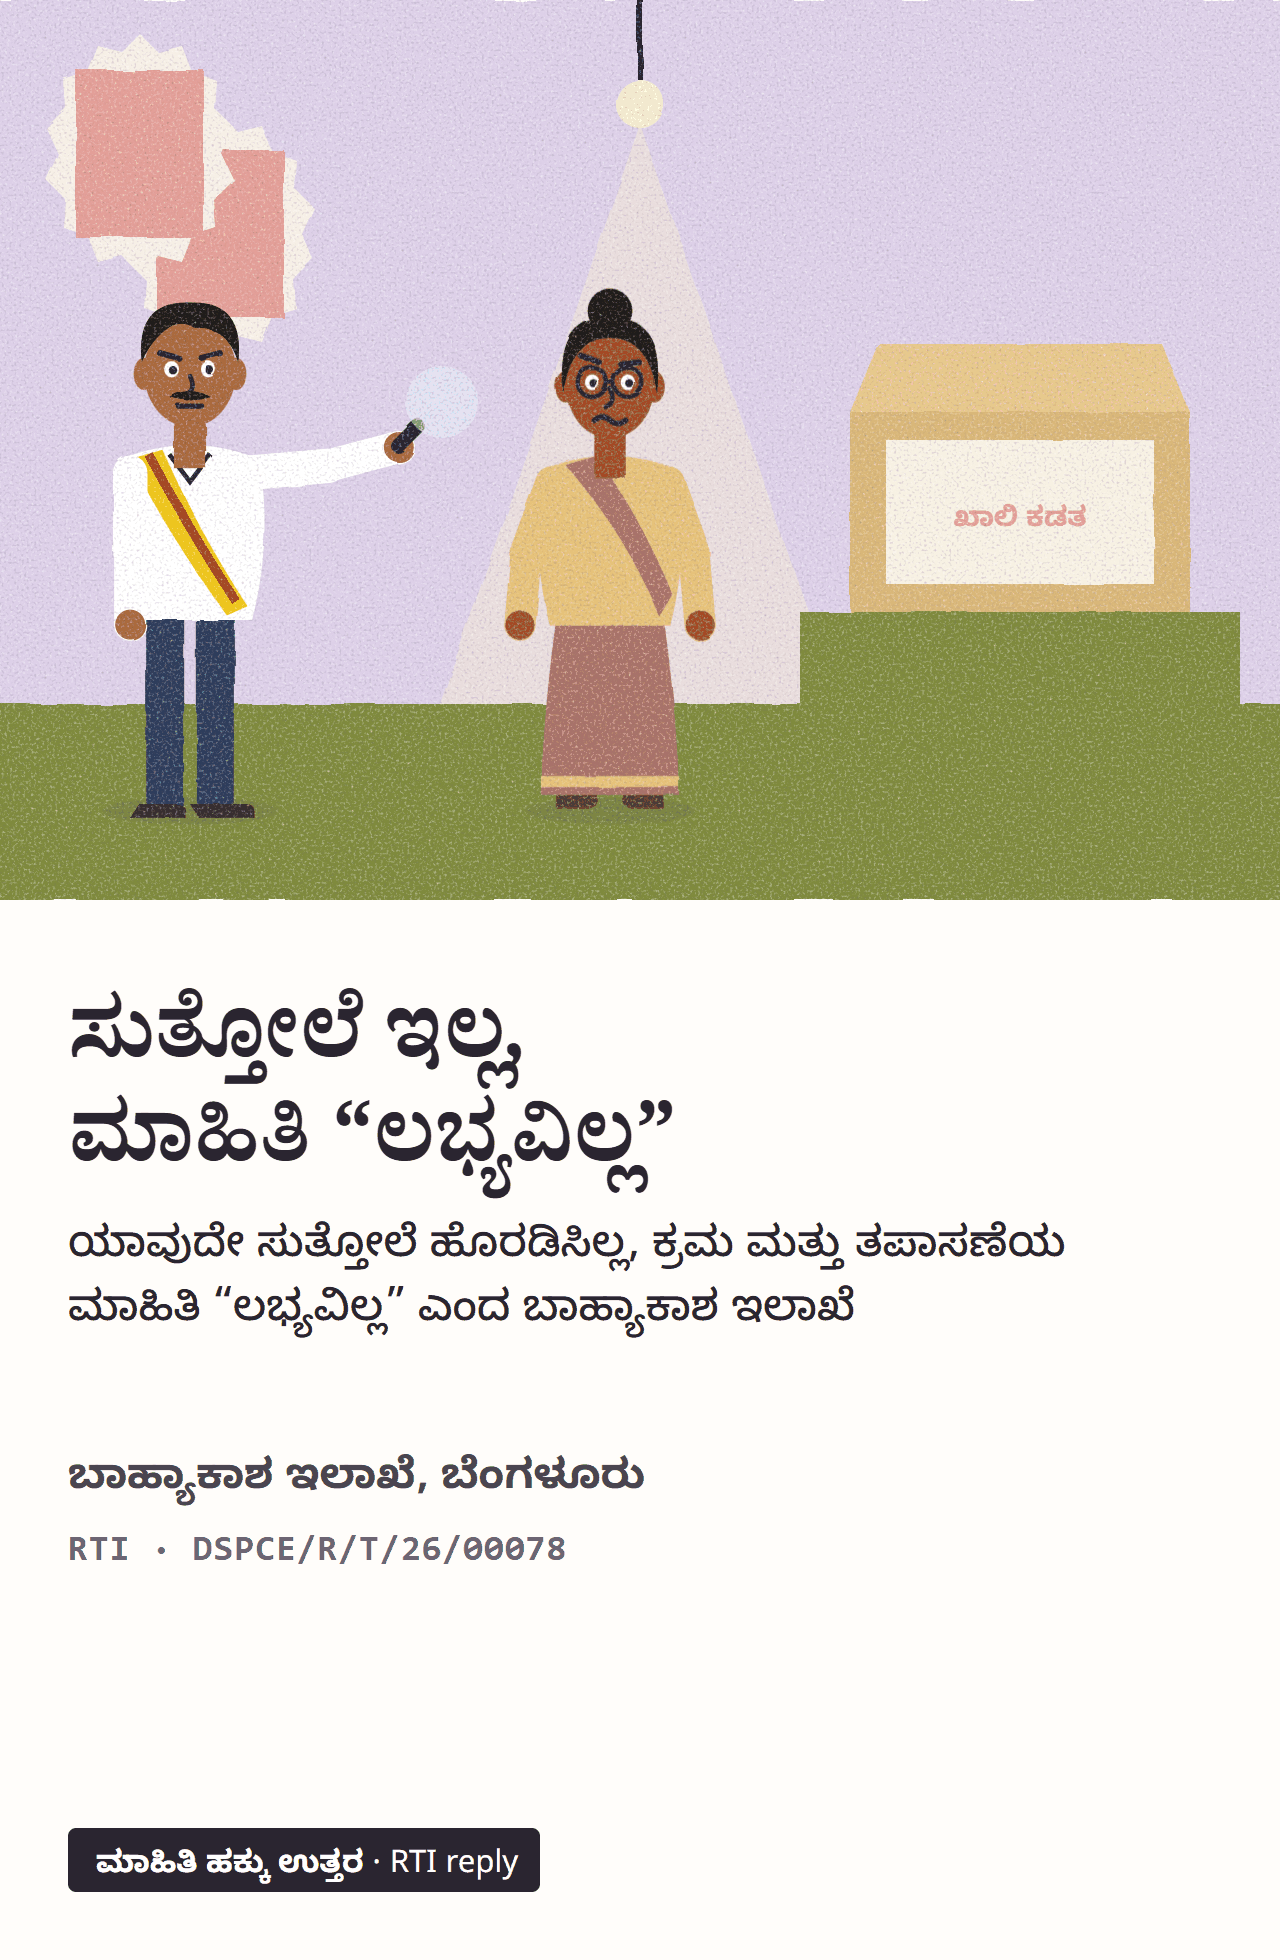 ಖಾಲಿ ಕಡತ
ಸುತ್ತೋಲೆ ಇಲ್ಲ,
ಮಾಹಿತಿ “ಲಭ್ಯವಿಲ್ಲ”
ಯಾವುದೇ ಸುತ್ತೋಲೆ ಹೊರಡಿಸಿಲ್ಲ, ಕ್ರಮ ಮತ್ತು ತಪಾಸಣೆಯ
ಮಾಹಿತಿ “ಲಭ್ಯವಿಲ್ಲ” ಎಂದ ಬಾಹ್ಯಾಕಾಶ ಇಲಾಖೆ
ಬಾಹ್ಯಾಕಾಶ ಇಲಾಖೆ, ಬೆಂಗಳೂರು
RTI · DSPCE/R/T/26/00078
ಮಾಹಿತಿ ಹಕ್ಕು ಉತ್ತರ · RTI reply